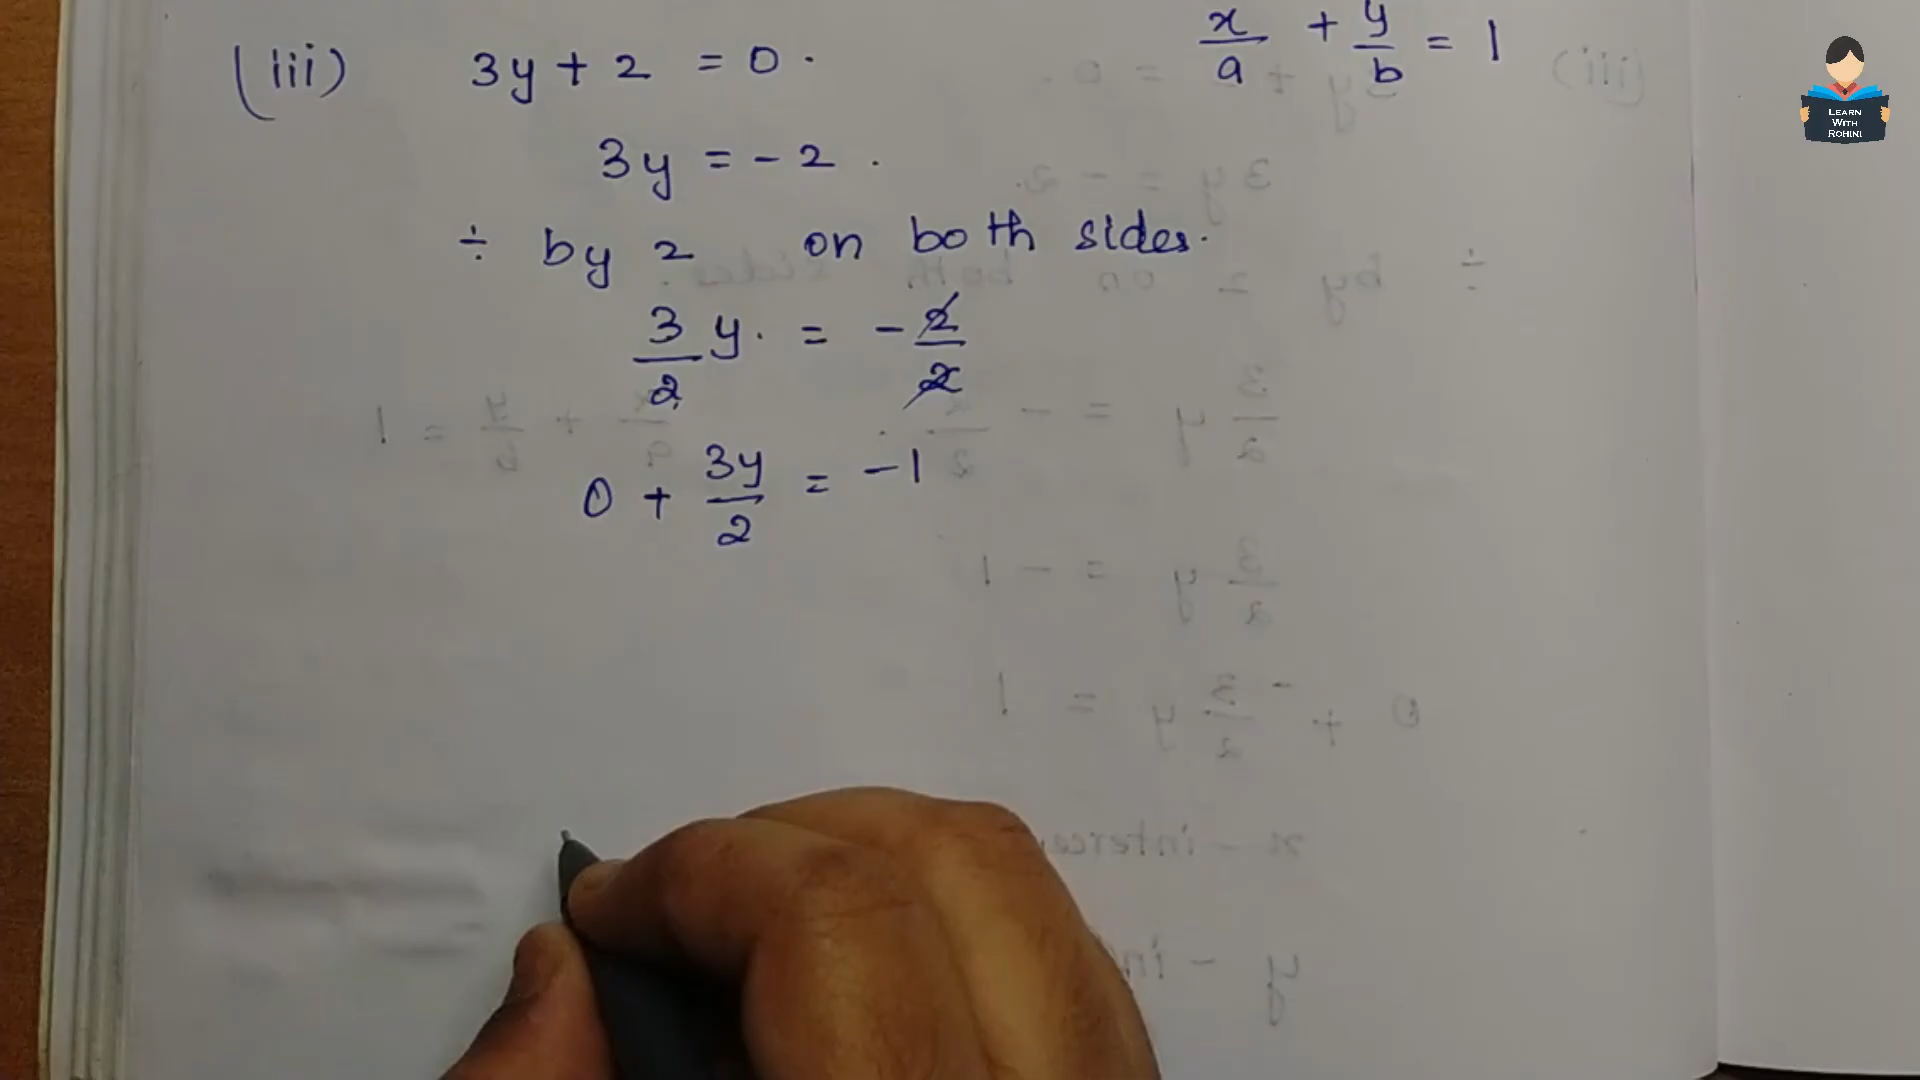 (iii) 3y + 2 = 0.
x/a + y/b = 1
3y = - 2 .
÷ by 2 on both sides.
3/2 y. = - 2/2
0 + 3y/2 = -1
LEARN
WITH
ROHINI